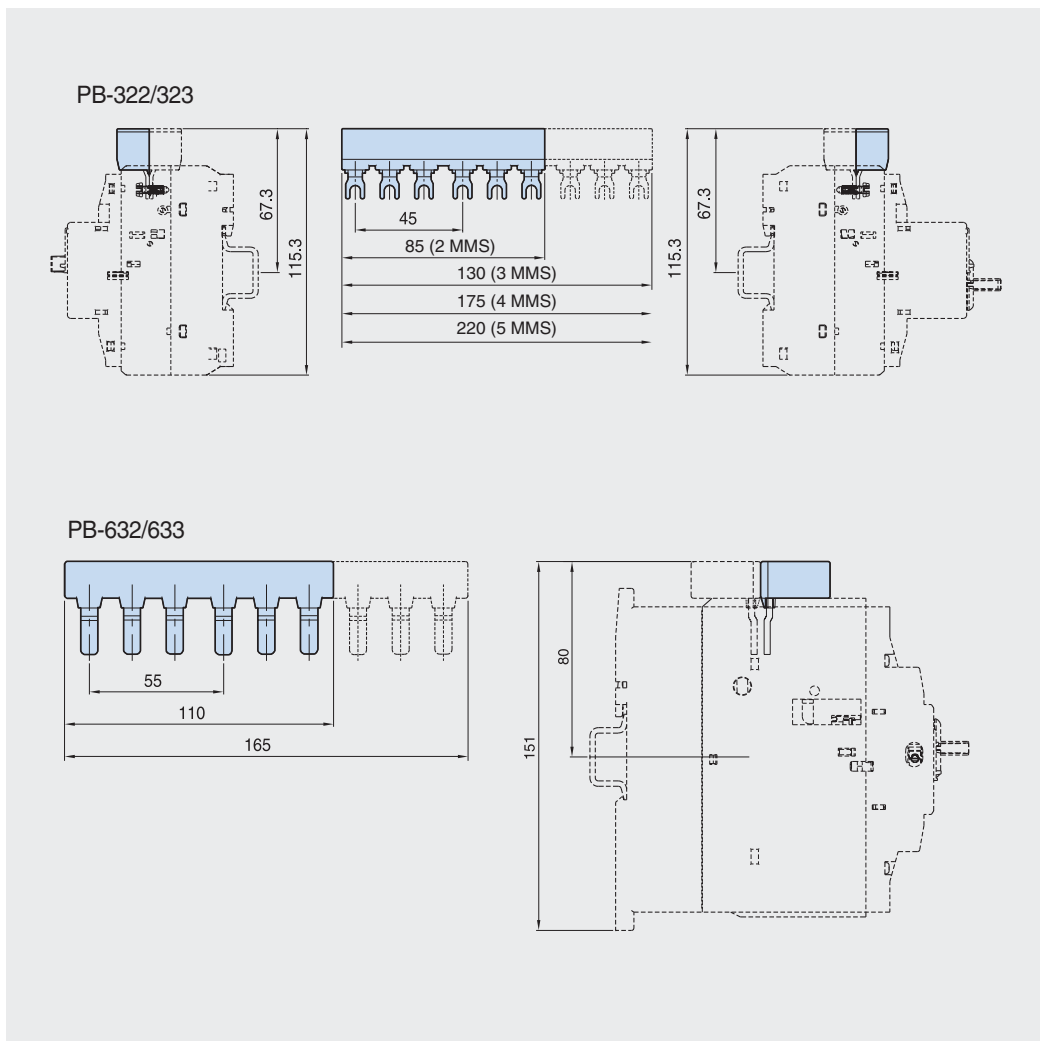 PB-322/323
67.3
115.3
45
85 (2 MMS)
130 (3 MMS)
175 (4 MMS)
220 (5 MMS)
67.3
115.3
PB-632/633
55
110
165
80
151